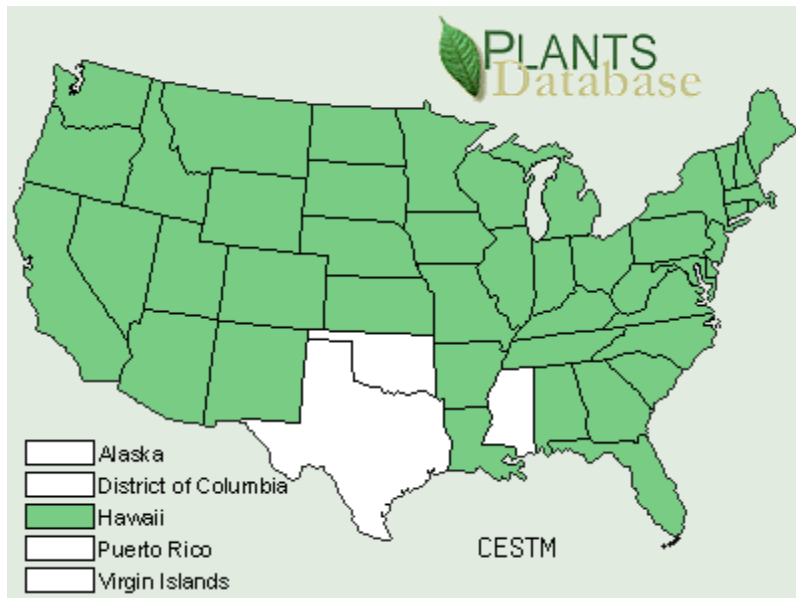 PLANTS
Database
Alaska
District of Columbia
Hawaii
Puerto Rico
Virgin Islands
CESTM